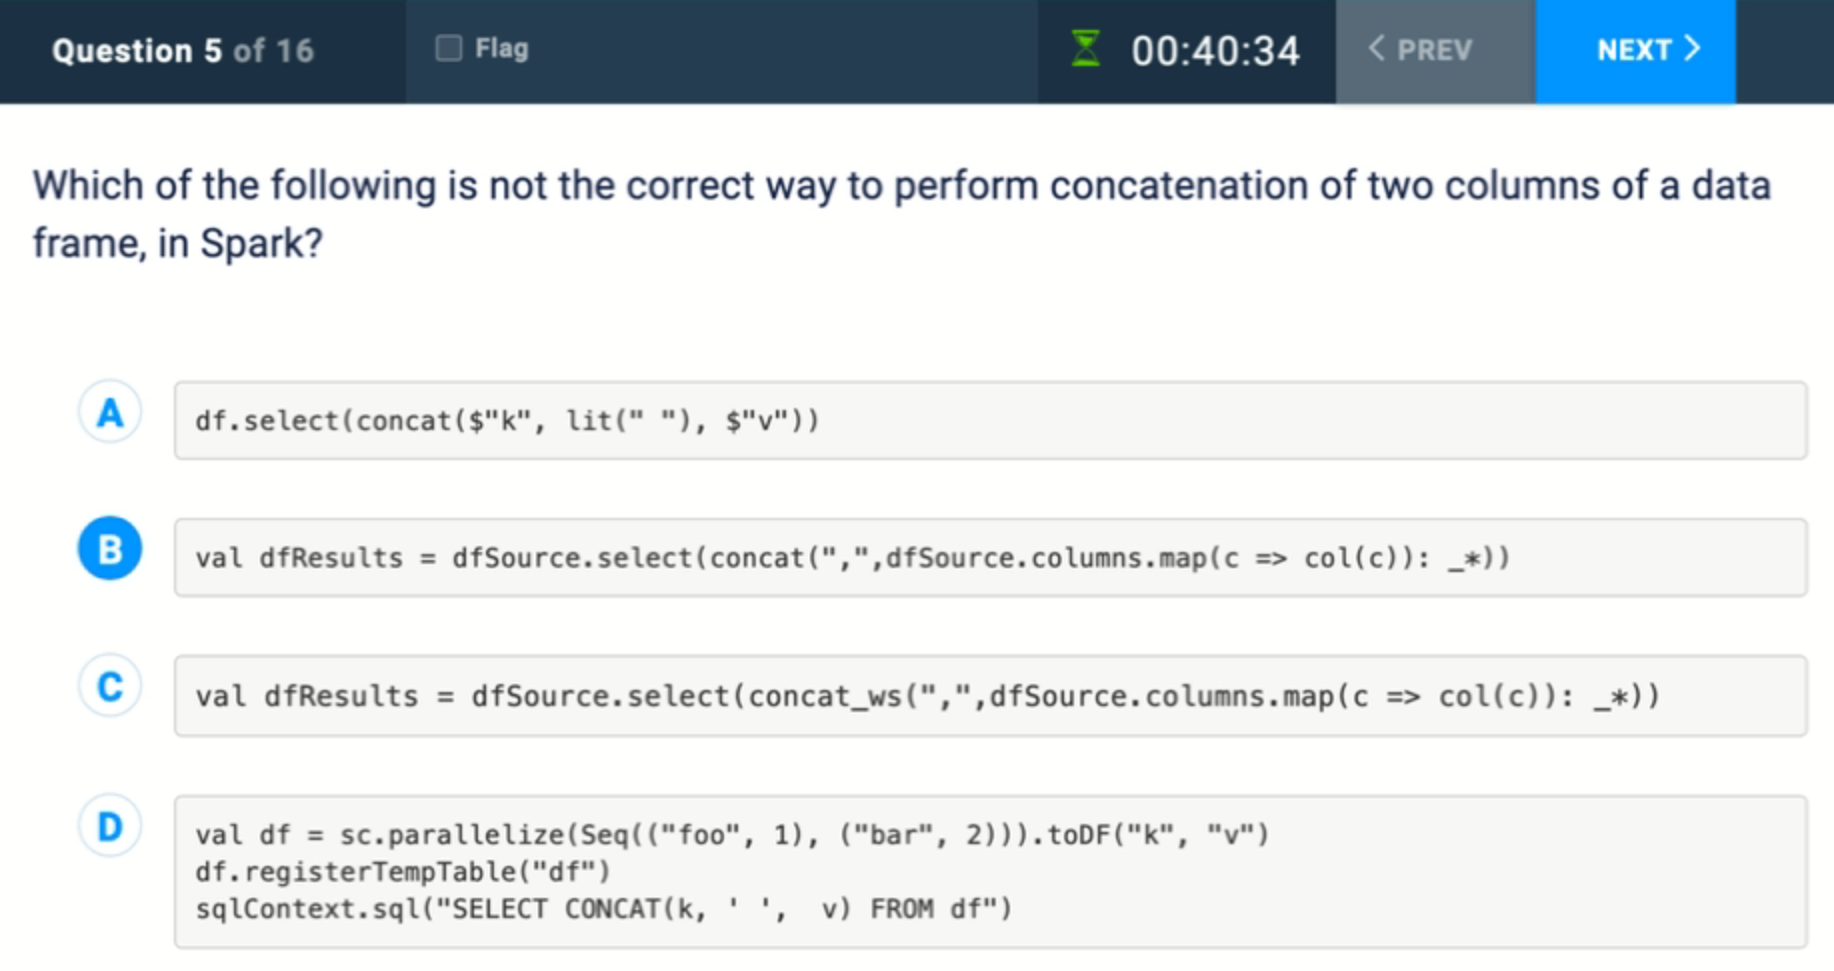 Question 5 of 16
Flag
00:40:34
PREV
NEXT
Which of the following is not the correct way to perform concatenation of two columns of a data
frame, in Spark?
A
df.select(concat($"k", lit(" "), $"v"))
B
val dfResults = dfSource.select(concat(",",dfSource.columns.map(c => col(c)): _*))
C
val dfResults = dfSource.select(concat_ws(",",dfSource.columns.map(c => col(c)): _*))
D
val df = sc.parallelize(Seq(("foo", 1), ("bar", 2))).toDF("k", "v")
df.registerTempTable("df")
sqlContext.sql("SELECT CONCAT(k, ' ',  v) FROM df")